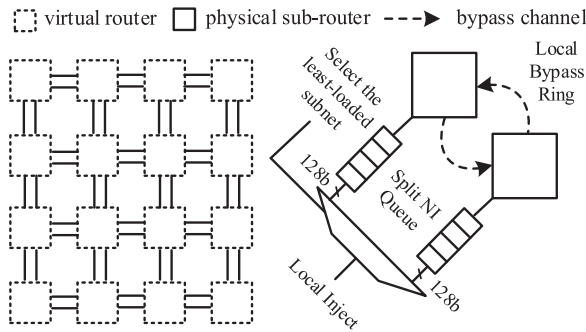 virtual router physical sub-router bypass channel
Select the
least-loaded
subnet
Local
Bypass
Ring
128b
Split NI
Queue
128b
Local Inject